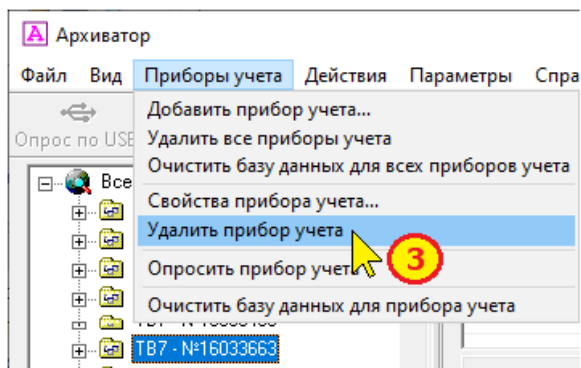 Архиватор
Файл Вид Приборы учета Действия Параметры Спра
Опрос по USB
Добавить прибор учета...
Удалить все приборы учета
Очистить базу данных для всех приборов учета
Все
Свойства прибора учета...
Удалить прибор учета
3
Опросить прибор учета
Очистить базу данных для прибора учета
ТВ7 - №16033663